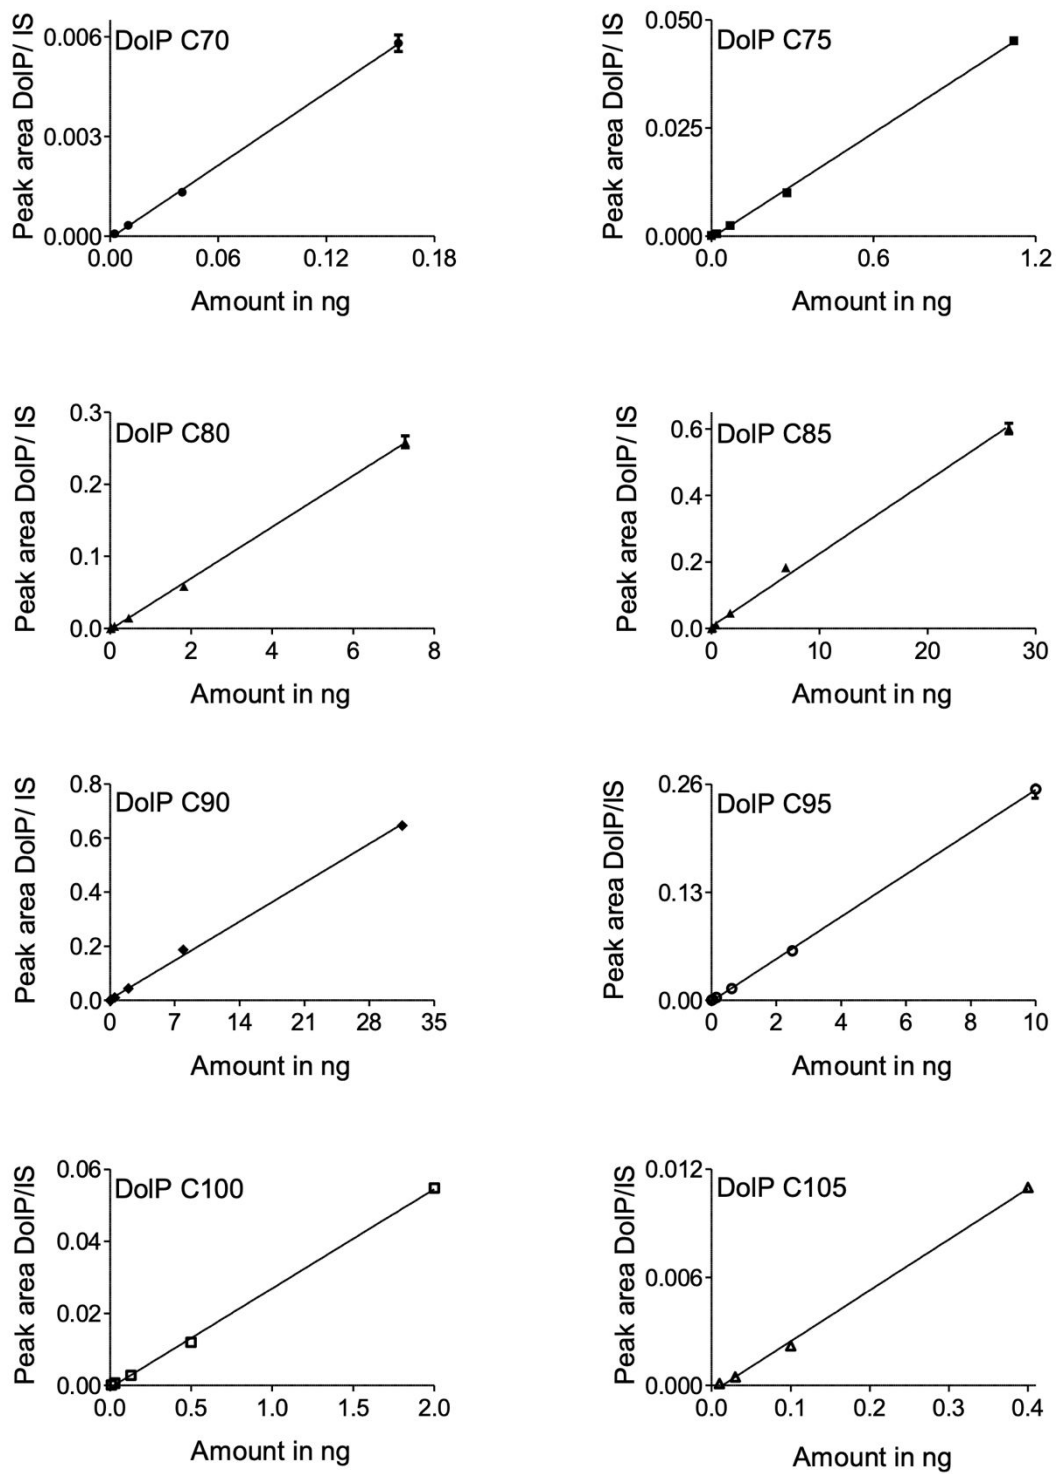 DolP C70
Peak area DolP/ IS
0.006
0.003
0.000
0.00 0.06 0.12 0.18
Amount in ng
DolP C75
Peak area DolP/ IS
0.050
0.025
0.000
0.0 0.6 1.2
Amount in ng
DolP C80
Peak area DolP/ IS
0.3
0.2
0.1
0.0
0 2 4 6 8
Amount in ng
DolP C85
Peak area DolP/ IS
0.6
0.4
0.2
0.0
0 10 20 30
Amount in ng
DolP C90
Peak area DolP/ IS
0.8
0.6
0.4
0.2
0.0
0 7 14 21 28 35
Amount in ng
DolP C95
Peak area DolP/IS
0.26
0.13
0.00
0 2 4 6 8 10
Amount in ng
DolP C100
Peak area DolP/IS
0.06
0.04
0.02
0.00
0.0 0.5 1.0 1.5 2.0
Amount in ng
DolP C105
Peak area DolP/IS
0.012
0.006
0.000
0.0 0.1 0.2 0.3 0.4
Amount in ng